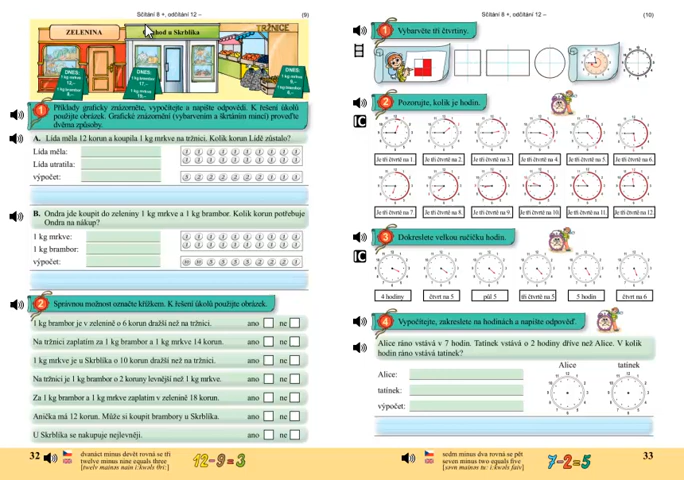 Sčítání 8 +, odčítání 12 –
(9)
ZELENINA
Obchod u Skrblíka
TRŽNICE
DNES:
DNES:
DNES:
1 Příklady graficky znázorněte, vypočítejte a napište odpovědi. K řešení úkolů
použijte obrázek. Grafické znázornění (vybarvením a škrtáním mincí) proveďte
dvěma způsoby.
A. Lída měla 12 korun a koupila 1 kg mrkve na tržnici. Kolik korun Lídě zůstalo?
Lída měla:
Lída utratila:
výpočet:
B. Ondra jde koupit do zeleniny 1 kg mrkve a 1 kg brambor. Kolik korun potřebuje
Ondra na nákup?
1 kg mrkve:
1 kg brambor:
výpočet:
2 Správnou možnost označte křížkem. K řešení úkolů použijte obrázek.
1 kg brambor je v zelenině o 6 korun dražší než na tržnici. ano ne
Na tržnici zaplatím za 1 kg brambor a 1 kg mrkve 14 korun. ano ne
1 kg mrkve je u Skrblíka o 10 korun dražší než na tržnici. ano ne
Na tržnici je 1 kg brambor o 2 koruny levnější než 1 kg mrkve. ano ne
Za 1 kg brambor a 1 kg mrkve zaplatím v zelenině 18 korun. ano ne
Anička má 12 korun. Může si koupit brambory u Skrblíka. ano ne
U Skrblíka se nakupuje nejlevněji. ano ne
32
dvanáct minus devět rovná se tři
twelve minus nine equals three
12-9=3
Sčítání 8 +, odčítání 12 –
(10)
1 Vybarvěte tři čtvrtiny.
2 Pozorujte, kolik je hodin.
Je tři čtvrtě na 1. Je tři čtvrtě na 2. Je tři čtvrtě na 3. Je tři čtvrtě na 4. Je tři čtvrtě na 5. Je tři čtvrtě na 6.
Je tři čtvrtě na 7. Je tři čtvrtě na 8. Je tři čtvrtě na 9. Je tři čtvrtě na 10. Je tři čtvrtě na 11. Je tři čtvrtě na 12.
3 Dokreslete velkou ručičku hodin.
4 hodiny čtvrt na 5 půl 5 tři čtvrtě na 5 5 hodin čtvrt na 6
4 Vypočítejte, zakreslete na hodinách a napište odpověď.
Alice ráno vstává v 7 hodin. Tatínek vstává o 2 hodiny dříve než Alice. V kolik
hodin ráno vstává tatínek?
Alice tatínek
Alice:
tatínek:
výpočet:
sedm minus dva rovná se pět
seven minus two equals five
7-2=5
33